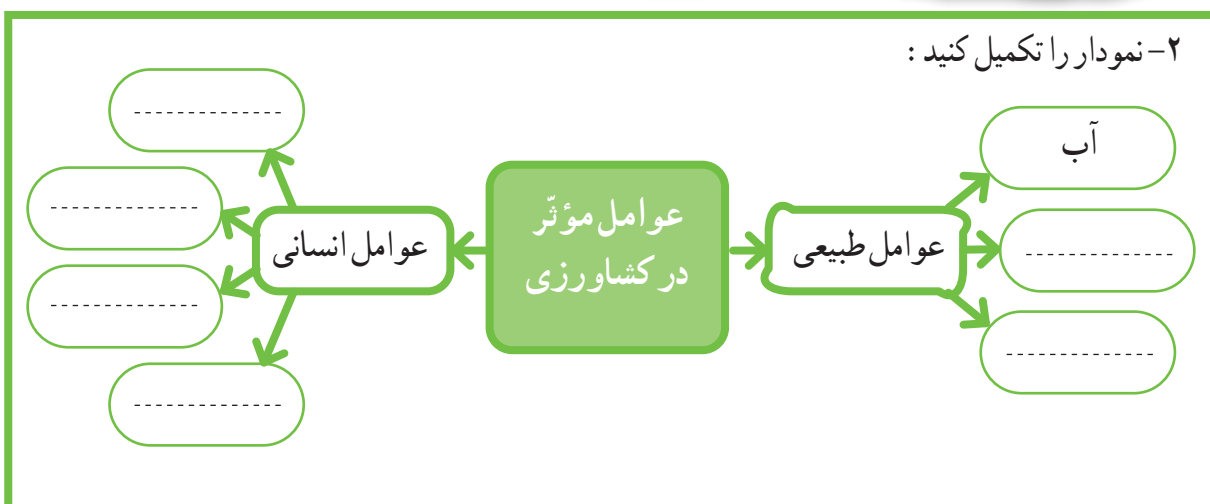 ۲- نمودار را تکمیل کنید :
آب
عوامل مؤثّر
در کشاورزی
عوامل طبیعی
عوامل انسانی